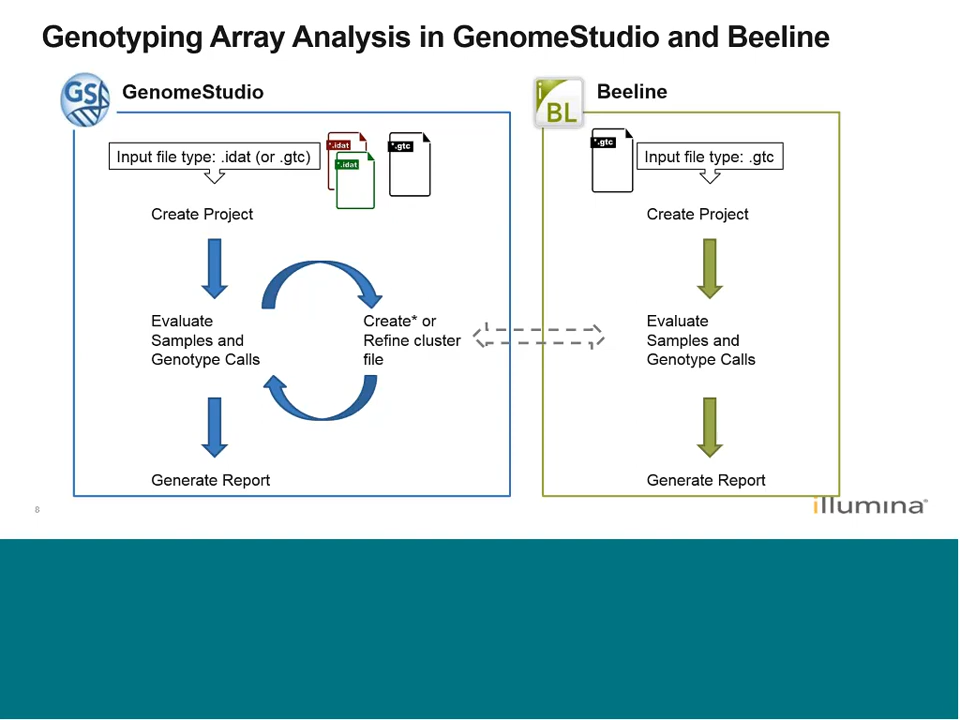 Genotyping Array Analysis in GenomeStudio and Beeline
GS
GenomeStudio
Input file type: .idat (or .gtc)
*.idat
*.idat
*.gtc
Create Project
Evaluate
Samples and
Genotype Calls
Create* or
Refine cluster
file
Generate Report
i
BL
Beeline
*.gtc
Input file type: .gtc
Create Project
Evaluate
Samples and
Genotype Calls
Generate Report
8
illumina®